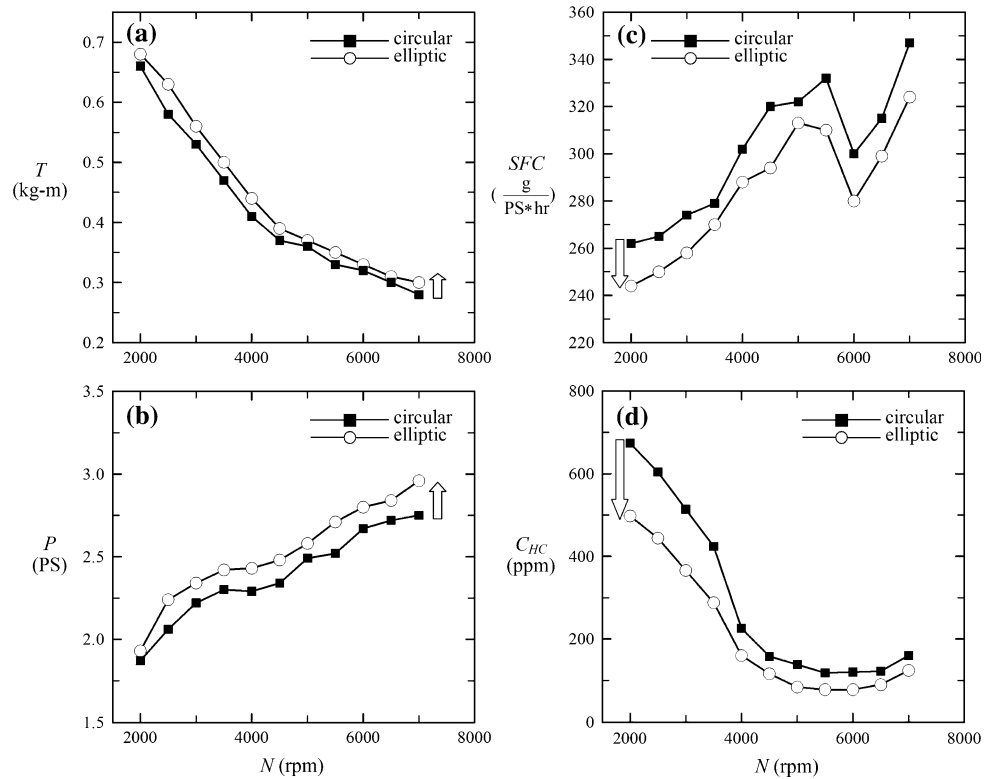 (a)
circular
elliptic
0.7
0.6
0.5
0.4
0.3
0.2
T
(kg-m)
2000 4000 6000 8000
(c)
circular
elliptic
360
340
320
300
280
260
240
220
SFC
( g / PS*hr )
2000 4000 6000 8000
(b)
circular
elliptic
3.5
3.0
2.5
2.0
1.5
P
(PS)
2000 4000 6000 8000
N (rpm)
(d)
circular
elliptic
800
600
400
200
0
C_HC
(ppm)
2000 4000 6000 8000
N (rpm)